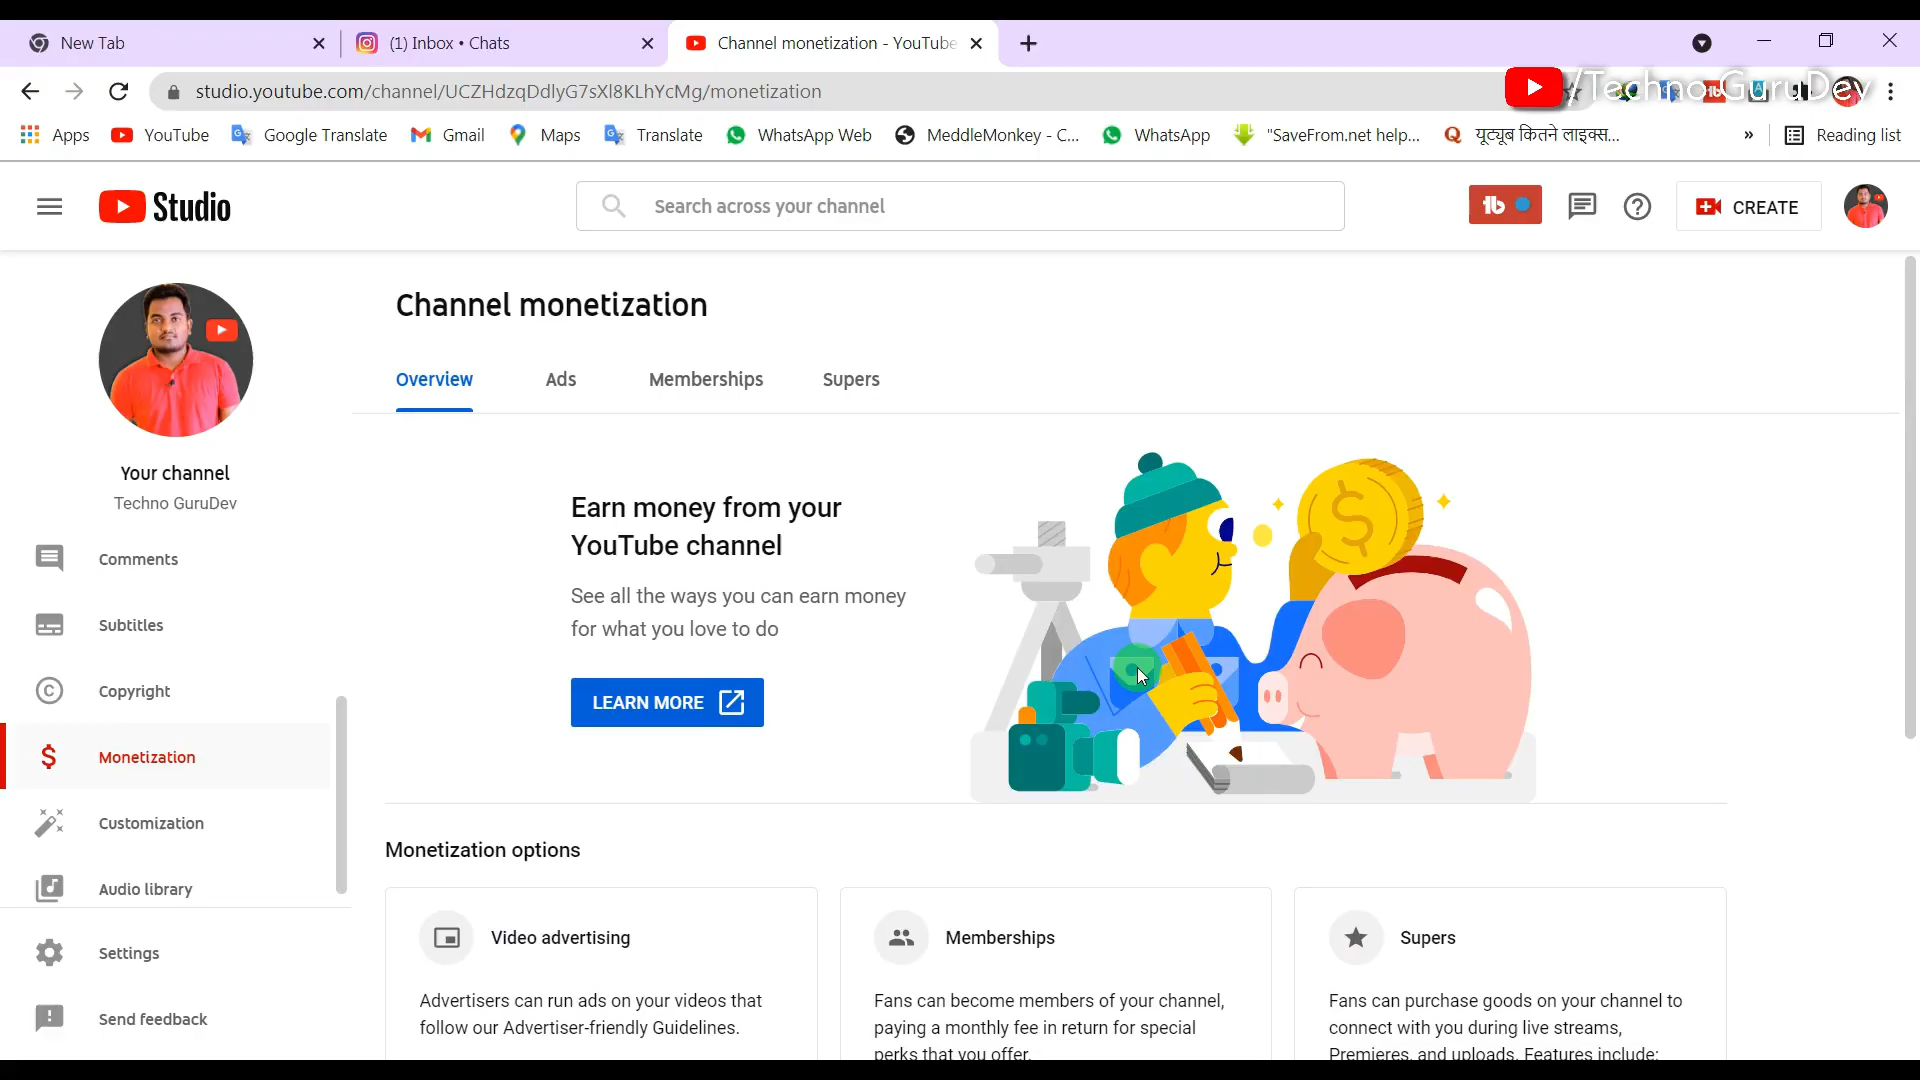 New Tab
(1) Inbox • Chats
Channel monetization - YouTube
studio.youtube.com/channel/UCZHdzqDdlyG7sXl8KLhYcMg/monetization
/Techno GuruDev
Apps
YouTube
Google Translate
Gmail
Maps
Translate
WhatsApp Web
MeddleMonkey - C...
WhatsApp
"SaveFrom.net help...
यूट्यूब कितने लाइक्स...
»
Reading list
Studio
Search across your channel
CREATE
Channel monetization
Overview
Ads
Memberships
Supers
Your channel
Techno GuruDev
Comments
Subtitles
Copyright
Monetization
Customization
Audio library
Settings
Send feedback
Earn money from your
YouTube channel
See all the ways you can earn money
for what you love to do
LEARN MORE
Monetization options
Video advertising
Advertisers can run ads on your videos that
follow our Advertiser-friendly Guidelines.
Memberships
Fans can become members of your channel,
paying a monthly fee in return for special
perks that you offer.
Supers
Fans can purchase goods on your channel to
connect with you during live streams,
Premieres, and uploads. Features include: